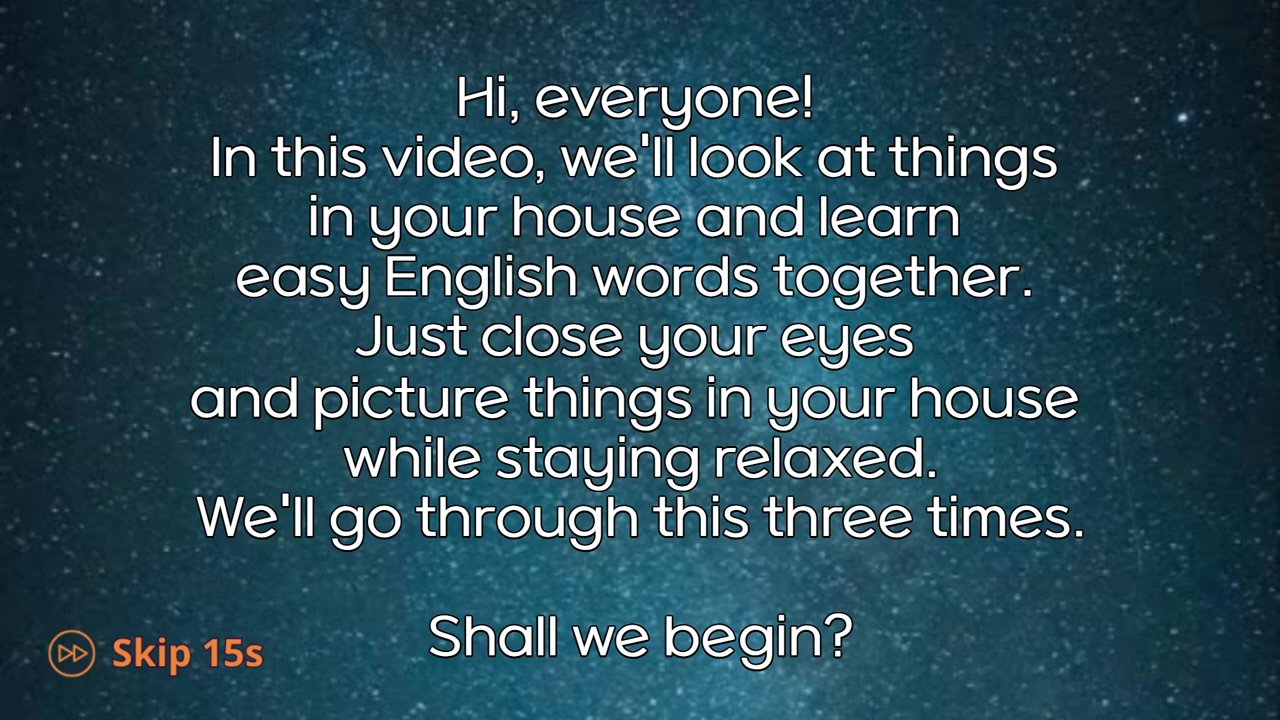 Hi, everyone!
In this video, we'll look at things
in your house and learn
easy English words together.
Just close your eyes
and picture things in your house
while staying relaxed.
We'll go through this three times.
Shall we begin?
Skip 15s